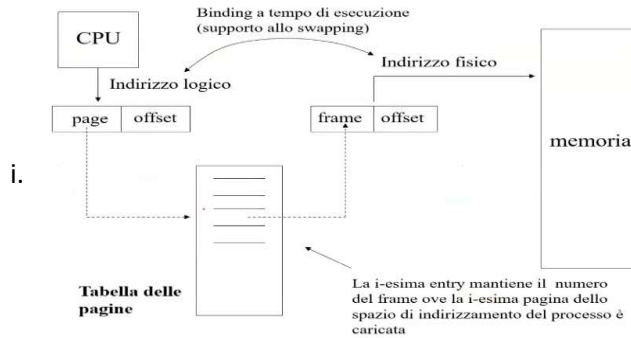 Binding a tempo di esecuzione
(supporto allo swapping)
CPU
Indirizzo logico
Indirizzo fisico
page offset
frame offset
memoria
i.
Tabella delle
pagine
La i-esima entry mantiene il numero
del frame ove la i-esima pagina dello
spazio di indirizzamento del processo è
caricata